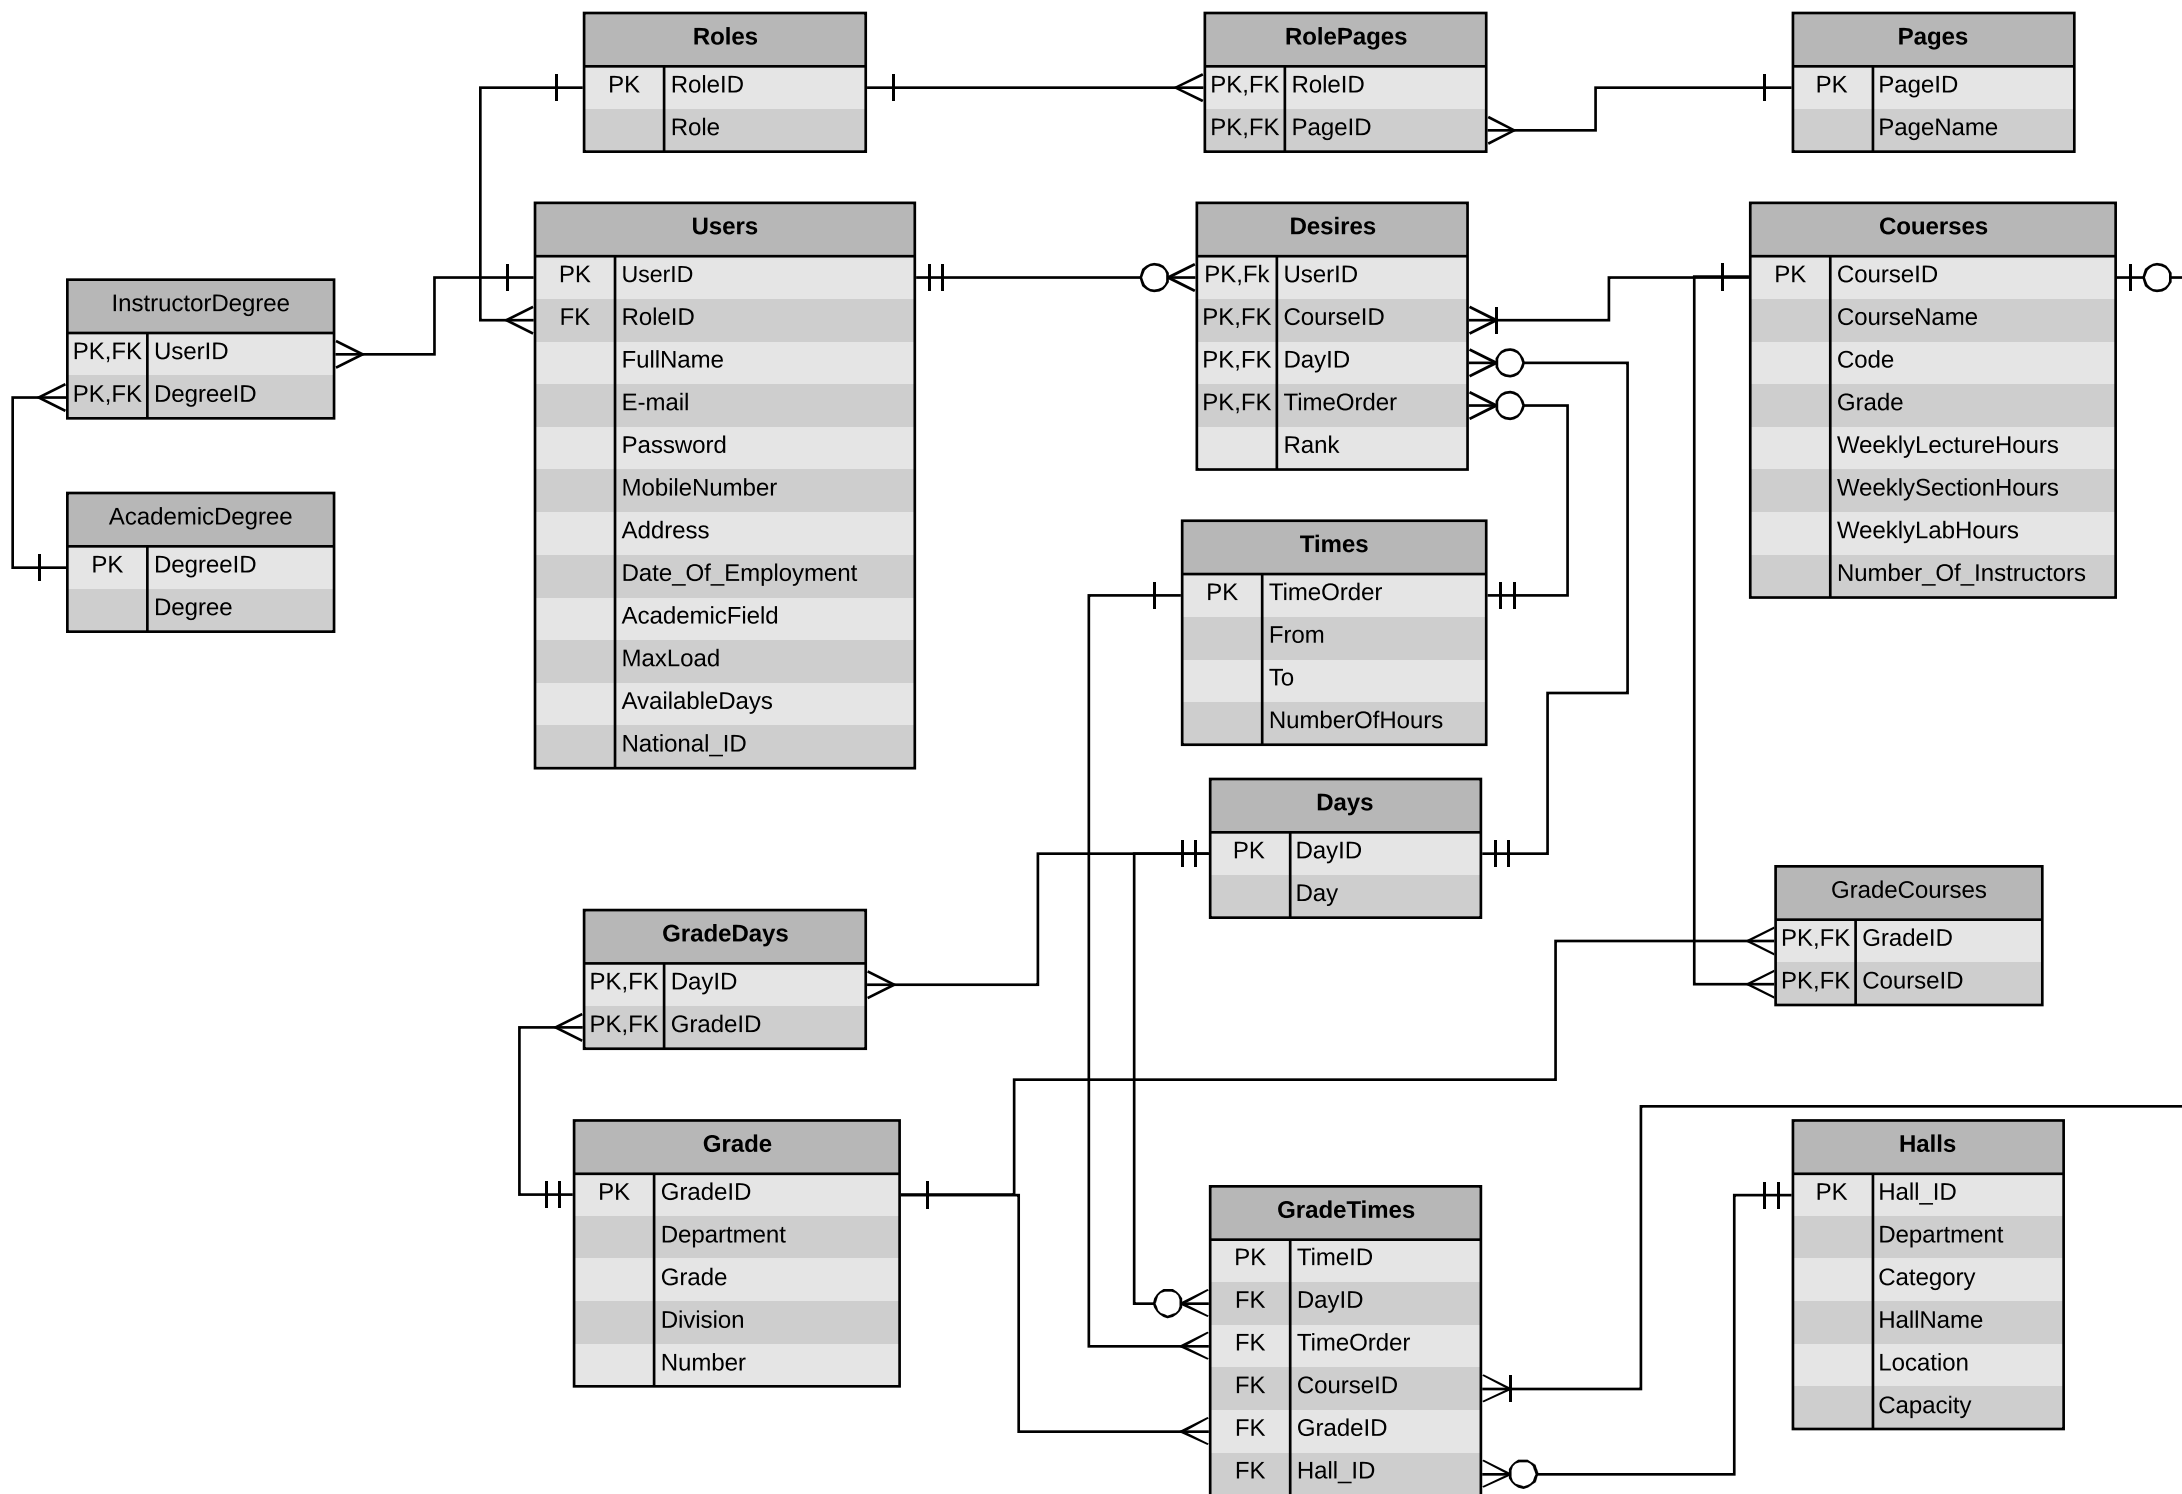 Roles
PK RoleID
Role
RolePages
PK,FK RoleID
PK,FK PageID
Pages
PK PageID
PageName
InstructorDegree
PK,FK UserID
PK,FK DegreeID
AcademicDegree
PK DegreeID
Degree
Users
PK UserID
FK RoleID
FullName
E-mail
Password
MobileNumber
Address
Date_Of_Employment
AcademicField
MaxLoad
AvailableDays
National_ID
Desires
PK,Fk UserID
PK,FK CourseID
PK,FK DayID
PK,FK TimeOrder
Rank
Couerses
PK CourseID
CourseName
Code
Grade
WeeklyLectureHours
WeeklySectionHours
WeeklyLabHours
Number_Of_Instructors
Times
PK TimeOrder
From
To
NumberOfHours
Days
PK DayID
Day
GradeDays
PK,FK DayID
PK,FK GradeID
GradeCourses
PK,FK GradeID
PK,FK CourseID
Grade
PK GradeID
Department
Grade
Division
Number
GradeTimes
PK TimeID
FK DayID
FK TimeOrder
FK CourseID
FK GradeID
FK Hall_ID
Halls
PK Hall_ID
Department
Category
HallName
Location
Capacity